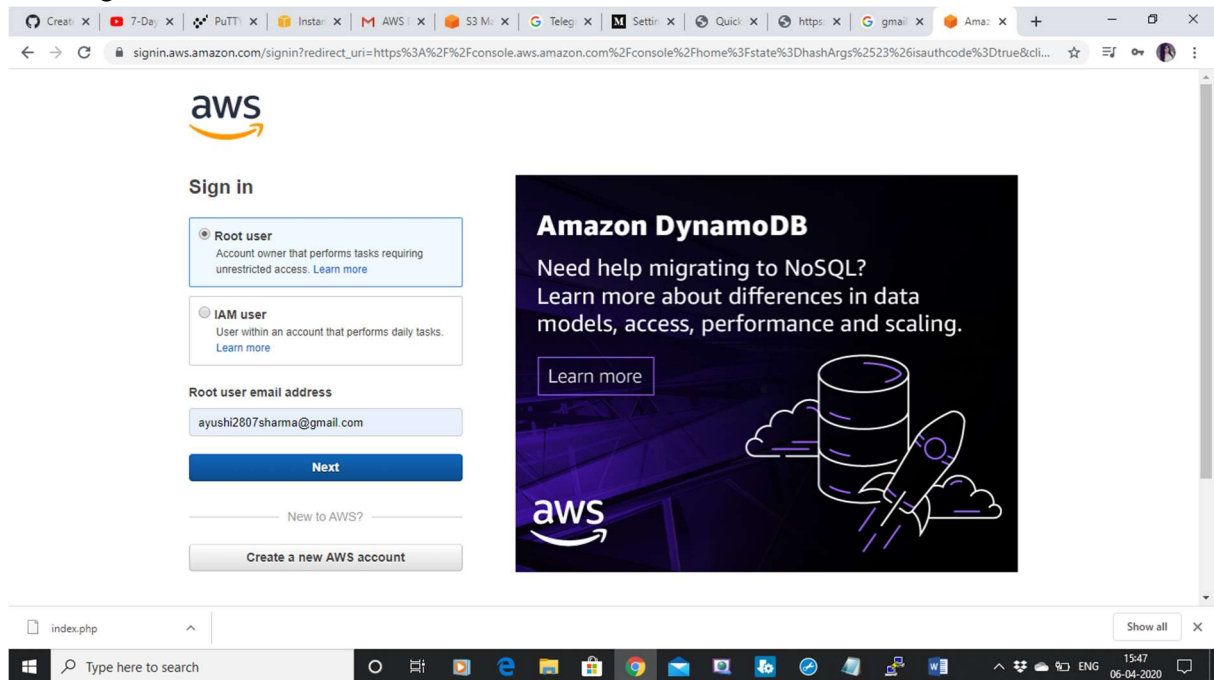 Creat
7-Day
PuTTY
Instan
AWS
S3 Ma
Teleg
Settin
Quick
https:
gmail
Amaz
signin.aws.amazon.com/signin?redirect_uri=https%3A%2F%2Fconsole.aws.amazon.com%2Fconsole%2Fhome%3Fstate%3DhashArgs%2523%26isauthcode%3Dtrue&cli...
aws
Sign in
Root user
Account owner that performs tasks requiring
unrestricted access. Learn more
IAM user
User within an account that performs daily tasks.
Learn more
Root user email address
ayushi2807sharma@gmail.com
Next
New to AWS?
Create a new AWS account
Amazon DynamoDB
Need help migrating to NoSQL?
Learn more about differences in data
models, access, performance and scaling.
Learn more
aws
index.php
Show all
Type here to search
ENG
15:47
06-04-2020